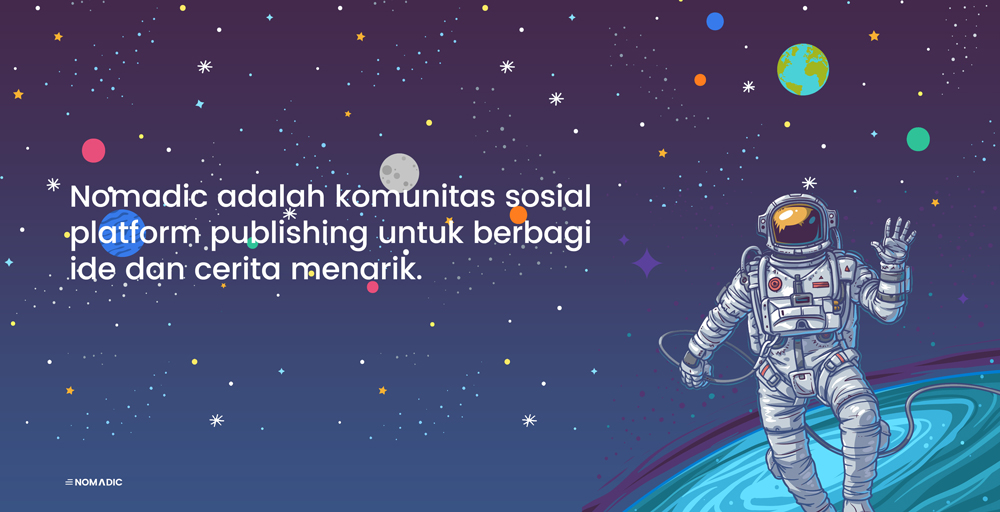 Nomadic adalah komunitas sosial
platform publishing untuk berbagi
ide dan cerita menarik.
NOMADIC